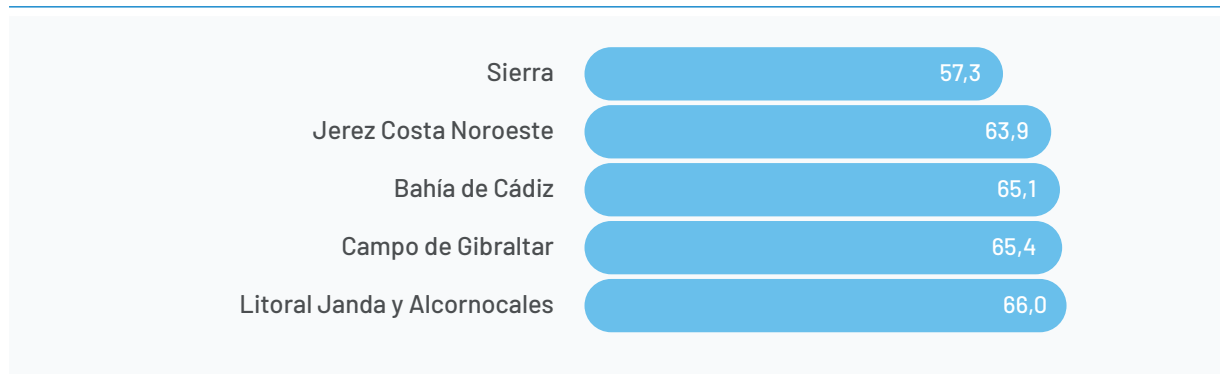 Sierra 57,3
Jerez Costa Noroeste 63,9
Bahía de Cádiz 65,1
Campo de Gibraltar 65,4
Litoral Janda y Alcornocales 66,0